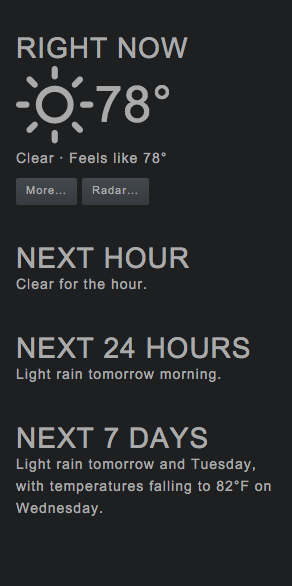 RIGHT NOW
78°
Clear · Feels like 78°
More... Radar...
NEXT HOUR
Clear for the hour.
NEXT 24 HOURS
Light rain tomorrow morning.
NEXT 7 DAYS
Light rain tomorrow and Tuesday,
with temperatures falling to 82°F on
Wednesday.